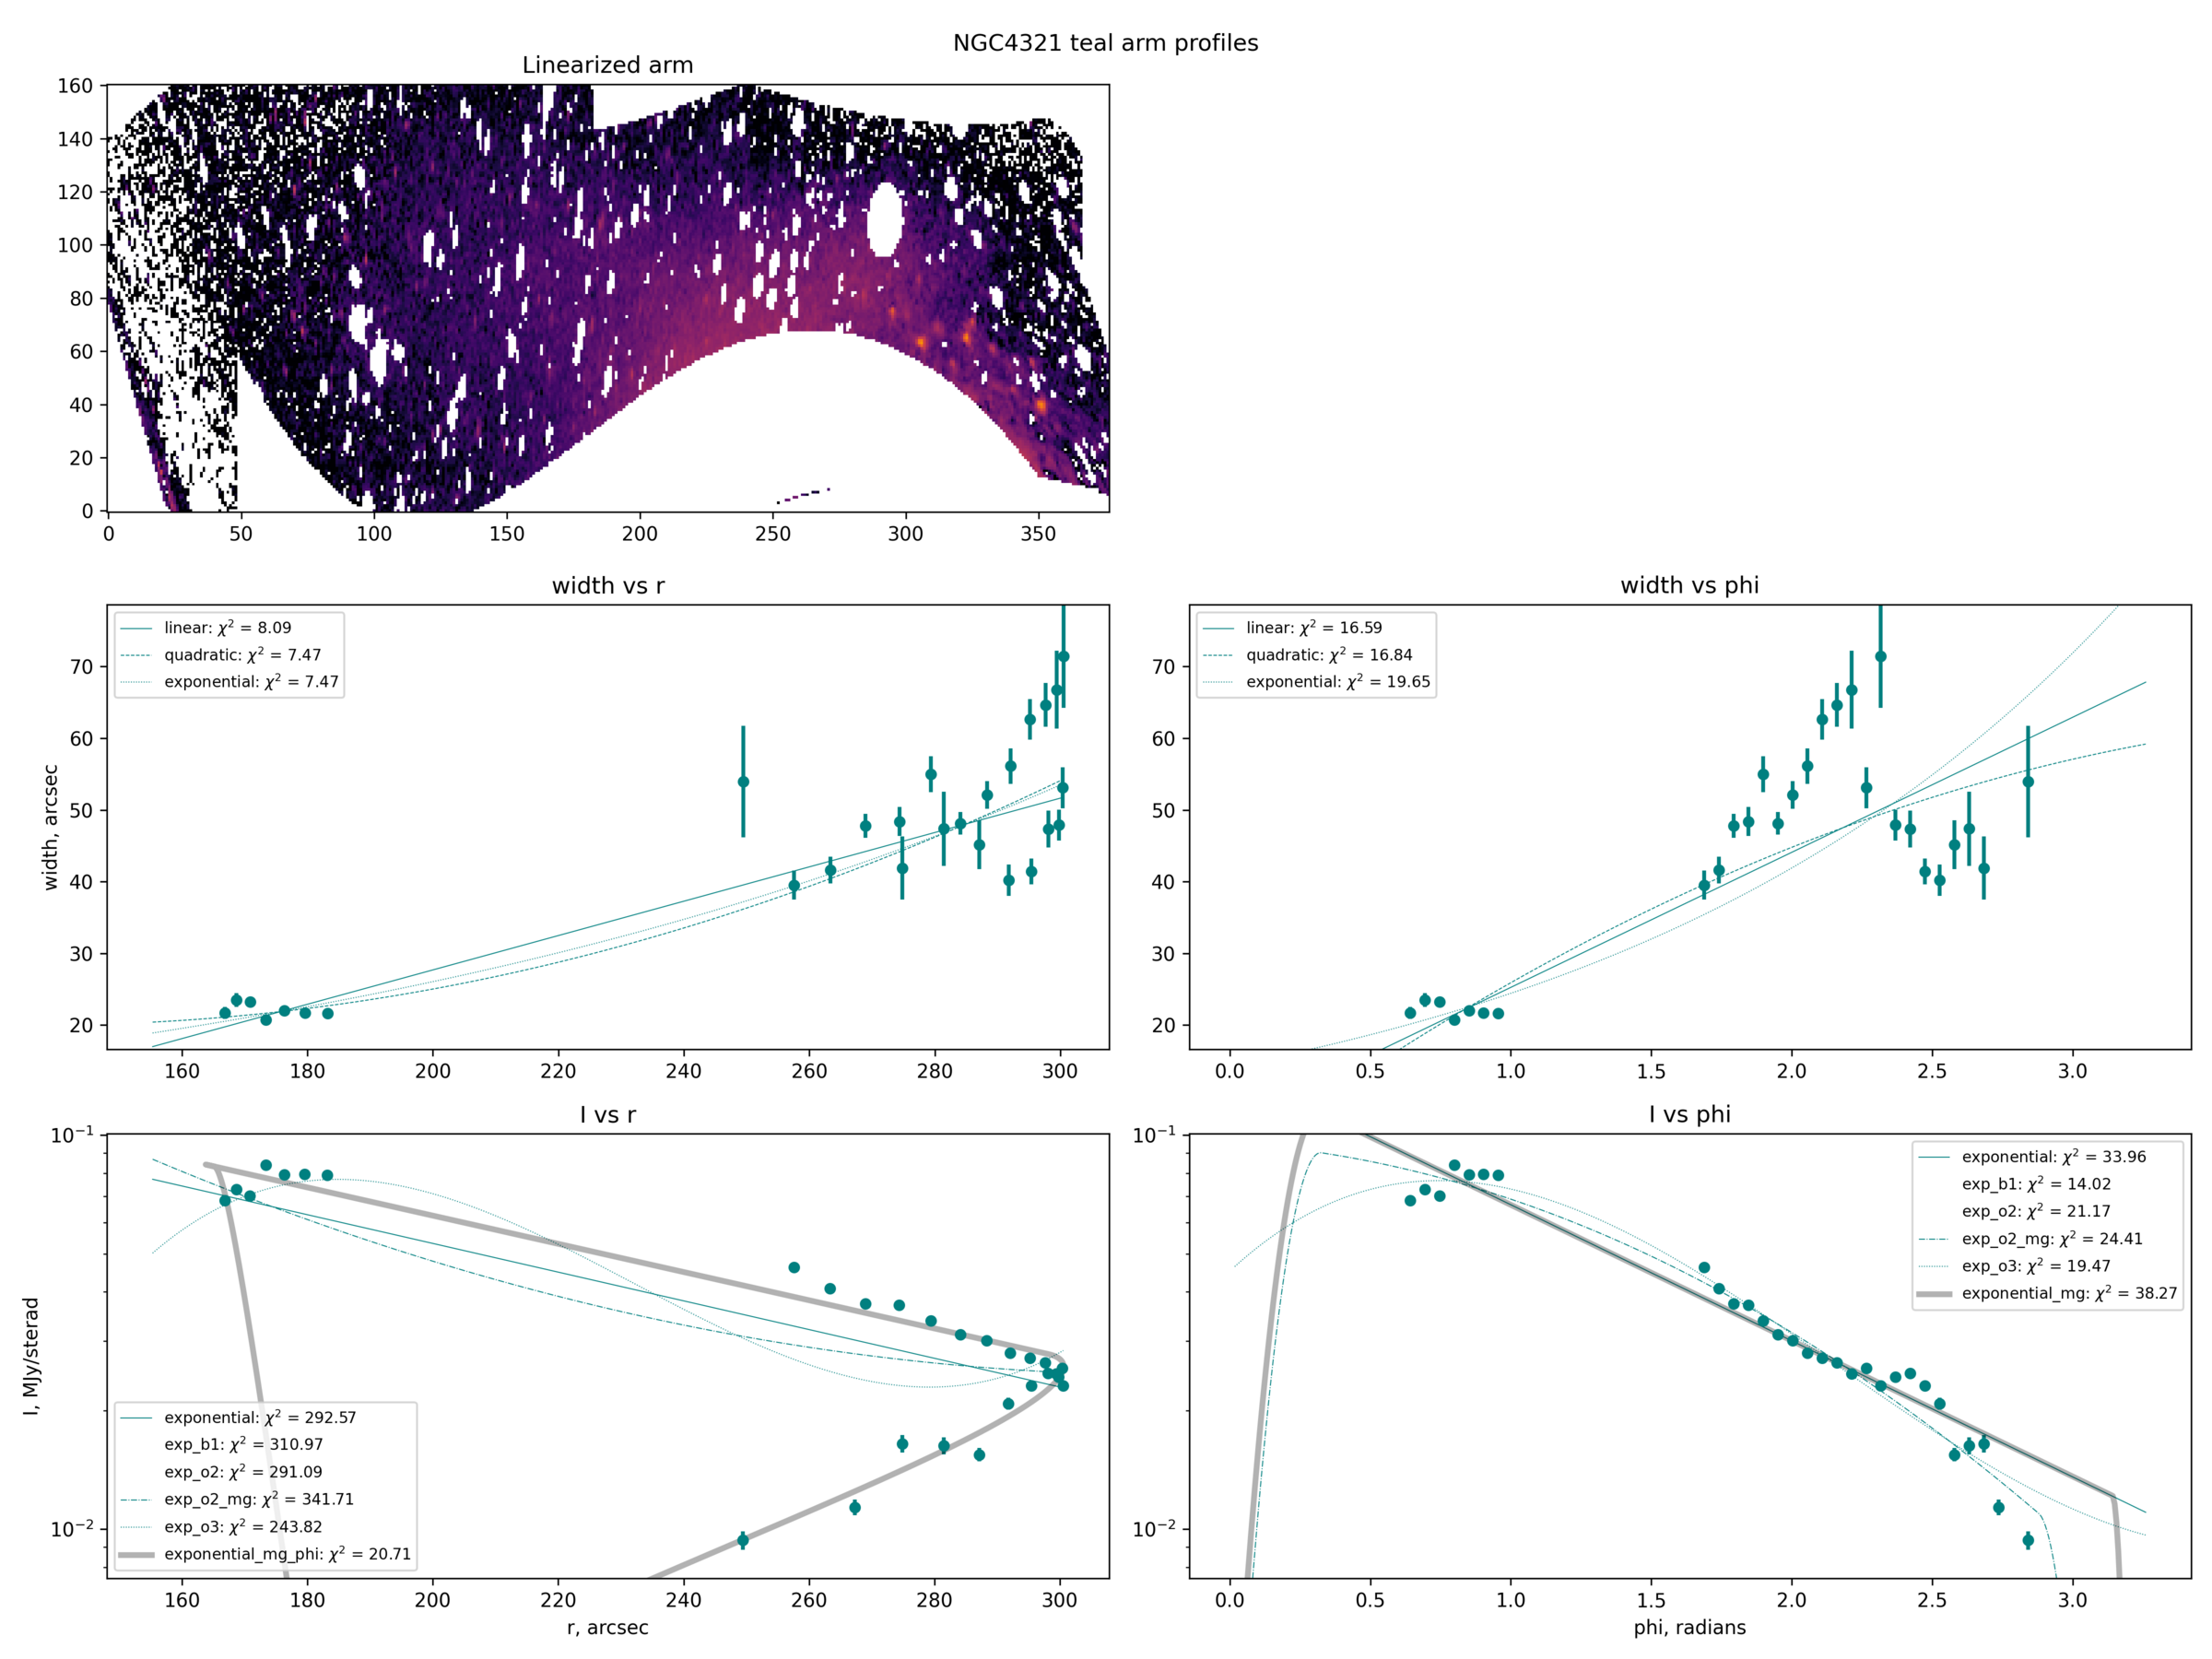 NGC4321 teal arm profiles
Linearized arm
160
140
120
100
80
60
40
20
0
0 50 100 150 200 250 300 350
width vs r
linear: χ² = 8.09
quadratic: χ² = 7.47
exponential: χ² = 7.47
width, arcsec
70
60
50
40
30
20
160 180 200 220 240 260 280 300
width vs phi
linear: χ² = 16.59
quadratic: χ² = 16.84
exponential: χ² = 19.65
70
60
50
40
30
20
0.0 0.5 1.0 1.5 2.0 2.5 3.0
I vs r
10⁻¹
10⁻²
I, MJy/sterad
exponential: χ² = 292.57
exp_b1: χ² = 310.97
exp_o2: χ² = 291.09
exp_o2_mg: χ² = 341.71
exp_o3: χ² = 243.82
exponential_mg_phi: χ² = 20.71
160 180 200 220 240 260 280 300
r, arcsec
I vs phi
10⁻¹
10⁻²
exponential: χ² = 33.96
exp_b1: χ² = 14.02
exp_o2: χ² = 21.17
exp_o2_mg: χ² = 24.41
exp_o3: χ² = 19.47
exponential_mg: χ² = 38.27
0.0 0.5 1.0 1.5 2.0 2.5 3.0
phi, radians